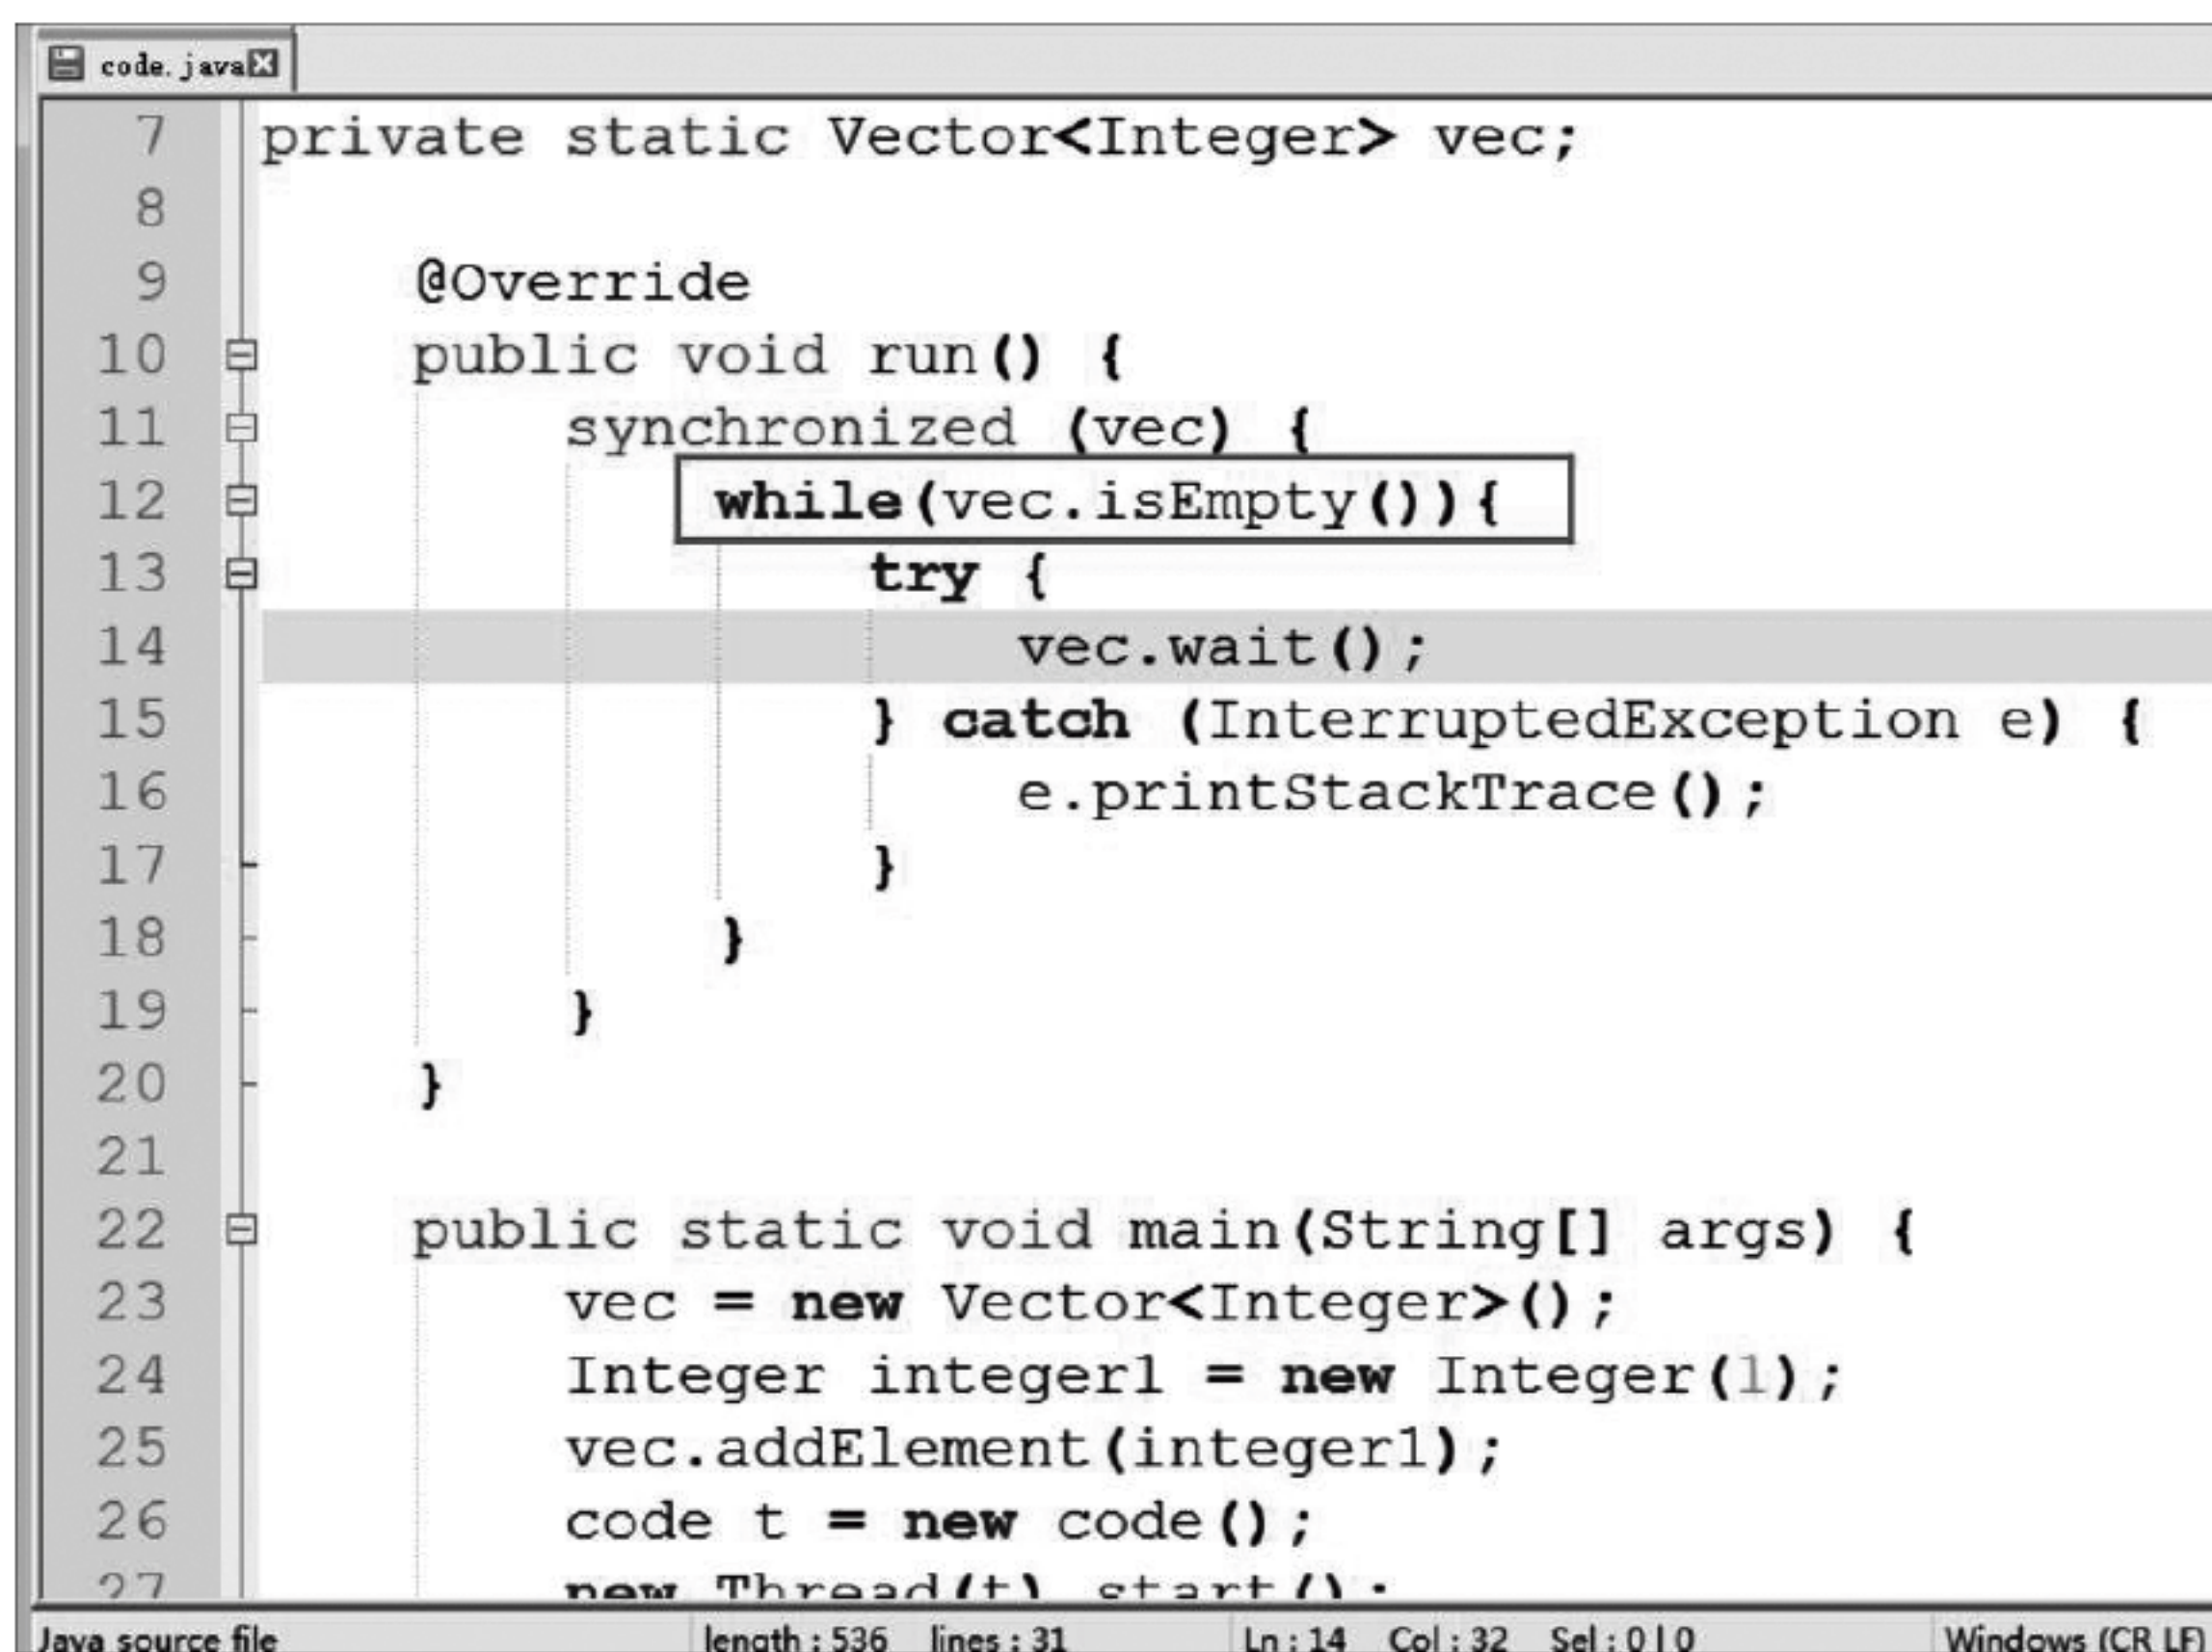 code.java
7 private static Vector<Integer> vec;
8
9 @Override
10 public void run() {
11 synchronized (vec) {
12 while(vec.isEmpty()){
13 try {
14 vec.wait();
15 } catch (InterruptedException e) {
16 e.printStackTrace();
17 }
18 }
19 }
20 }
21
22 public static void main(String[] args) {
23 vec = new Vector<Integer>();
24 Integer integer1 = new Integer(1);
25 vec.addElement(integer1);
26 code t = new code();
27 new Thread(t).start();
Java source file length : 536 lines : 31 Ln : 14 Col : 32 Sel : 0 | 0 Windows (CR LF)